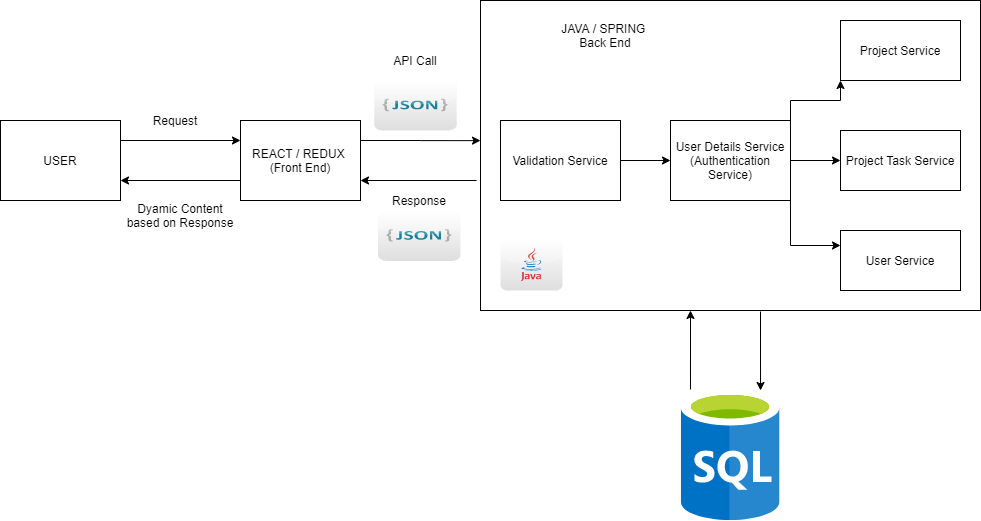 JAVA / SPRING
Back End
Project Service
API Call
{JSON}
Request
USER
REACT / REDUX
(Front End)
Validation Service
User Details Service
(Authentication
Service)
Project Task Service
Dyamic Content
based on Response
Response
{JSON}
Java
User Service
SQL